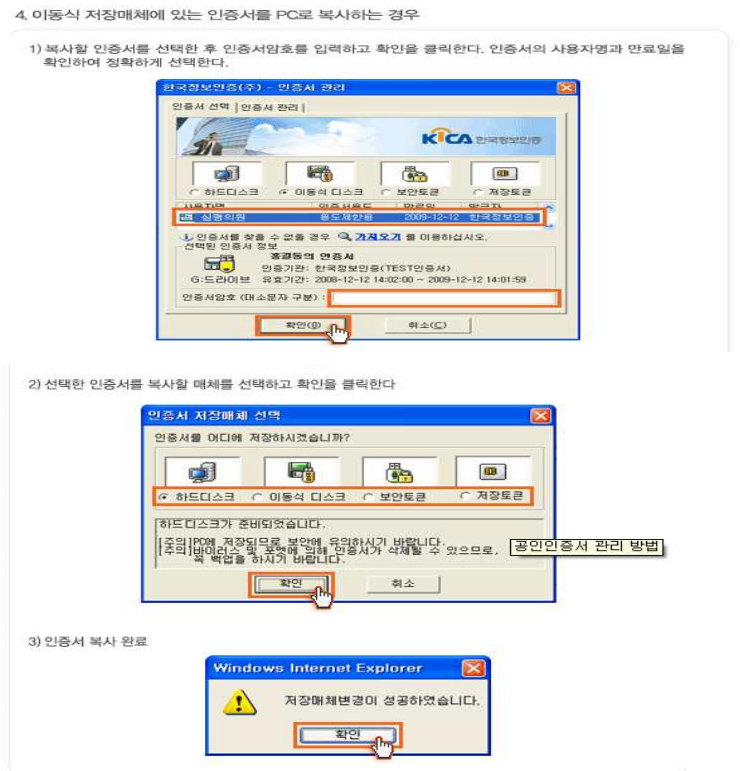 4. 이동식 저장매체에 있는 인증서를 PC로 복사하는 경우
1) 복사할 인증서를 선택한 후 인증서암호를 입력하고 확인을 클릭한다. 인증서의 사용자명과 만료일을
확인하여 정확하게 선택한다.
한국정보인증(주) - 인증서 관리
인증서 선택 | 인증서 관리 |
KICA 한국정보인증
하드디스크 이동식 디스크 보안토큰 저장토큰
사용자명 인증서용도 만료일 발급자
실명의원 용도제한용 2009-12-12 한국정보인증
인증서를 찾을 수 없을 경우 가져오기 를 이용하십시오.
선택된 인증서 정보
홍길동의 인증서
인증기관: 한국정보인증(TEST인증서)
G:드라이브 유효기간: 2008-12-12 14:02:00 ~ 2009-12-12 14:01:59
인증서암호 (대소문자 구분) :
확인(O) 취소(C)
2) 선택한 인증서를 복사할 매체를 선택하고 확인을 클릭한다
인증서 저장매체 선택
인증서를 어디에 저장하시겠습니까?
하드디스크 이동식 디스크 보안토큰 저장토큰
하드디스크가 준비되었습니다.
[주의]PC에 저장되므로 보안에 유의하시기 바랍니다.
[주의]바이러스 및 포맷에 의해 인증서가 삭제될 수 있으므로,
꼭 백업을 하시기 바랍니다.
공인인증서 관리 방법
확인 취소
3) 인증서 복사 완료
Windows Internet Explorer
저장매체변경이 성공하였습니다.
확인